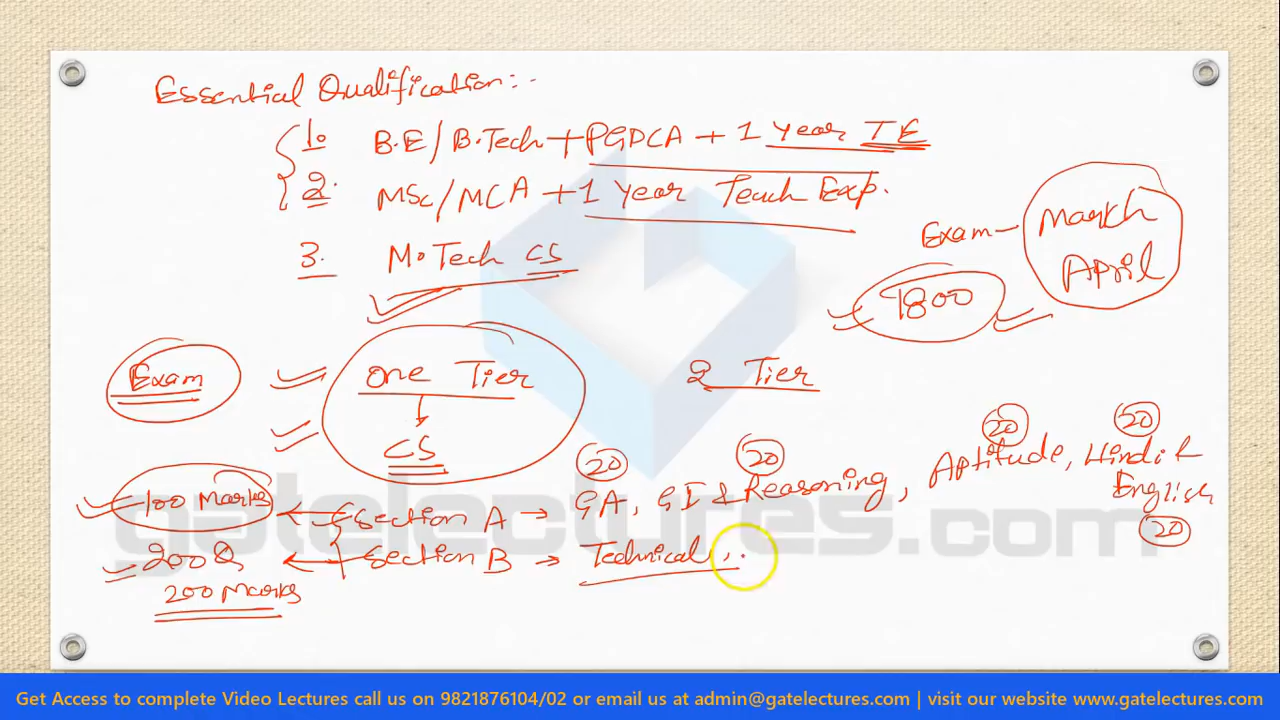 Essential Qualification:-
1. B.E/B.Tech + PGDCA + 1 Year TE
2. MSc/MCA + 1 Year Teach Exp.
3. M.Tech CS
Exam - March
April
1800
Exam One Tier 2 Tier
CS
20 20 20 20
100 Marks Section A → GA, GI & Reasoning, Aptitude, Hindi &
English
20
200 Q Section B → Technical,
200 Marks
gatelectures.com
Get Access to complete Video Lectures call us on 9821876104/02 or email us at admin@gatelectures.com | visit our website www.gatelectures.com